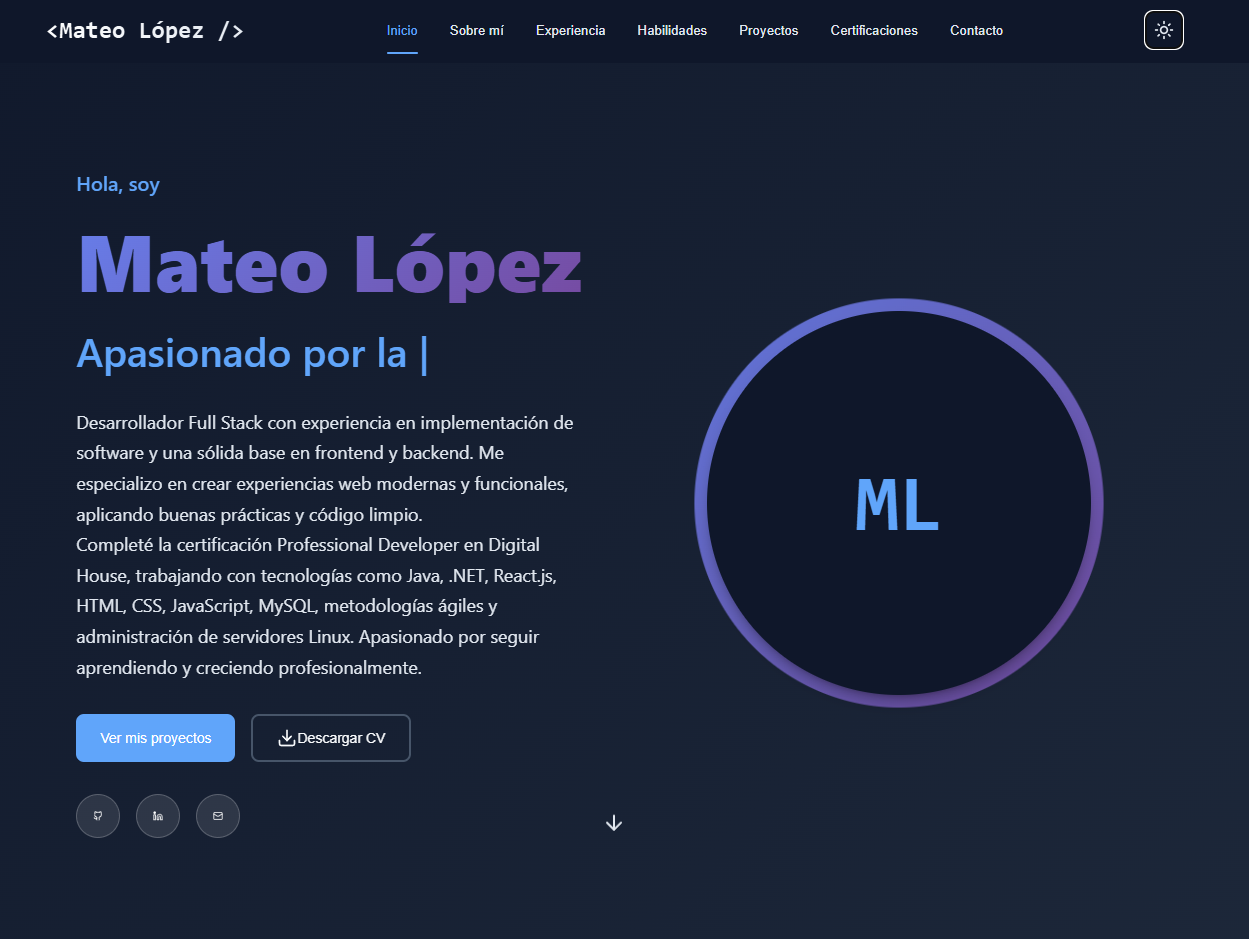 <Mateo López />
Inicio Sobre mí Experiencia Habilidades Proyectos Certificaciones Contacto
Hola, soy
Mateo López
Apasionado por la |
Desarrollador Full Stack con experiencia en implementación de
software y una sólida base en frontend y backend. Me
especializo en crear experiencias web modernas y funcionales,
aplicando buenas prácticas y código limpio.
Completé la certificación Professional Developer en Digital
House, trabajando con tecnologías como Java, .NET, React.js,
HTML, CSS, JavaScript, MySQL, metodologías ágiles y
administración de servidores Linux. Apasionado por seguir
aprendiendo y creciendo profesionalmente.
Ver mis proyectos Descargar CV
ML